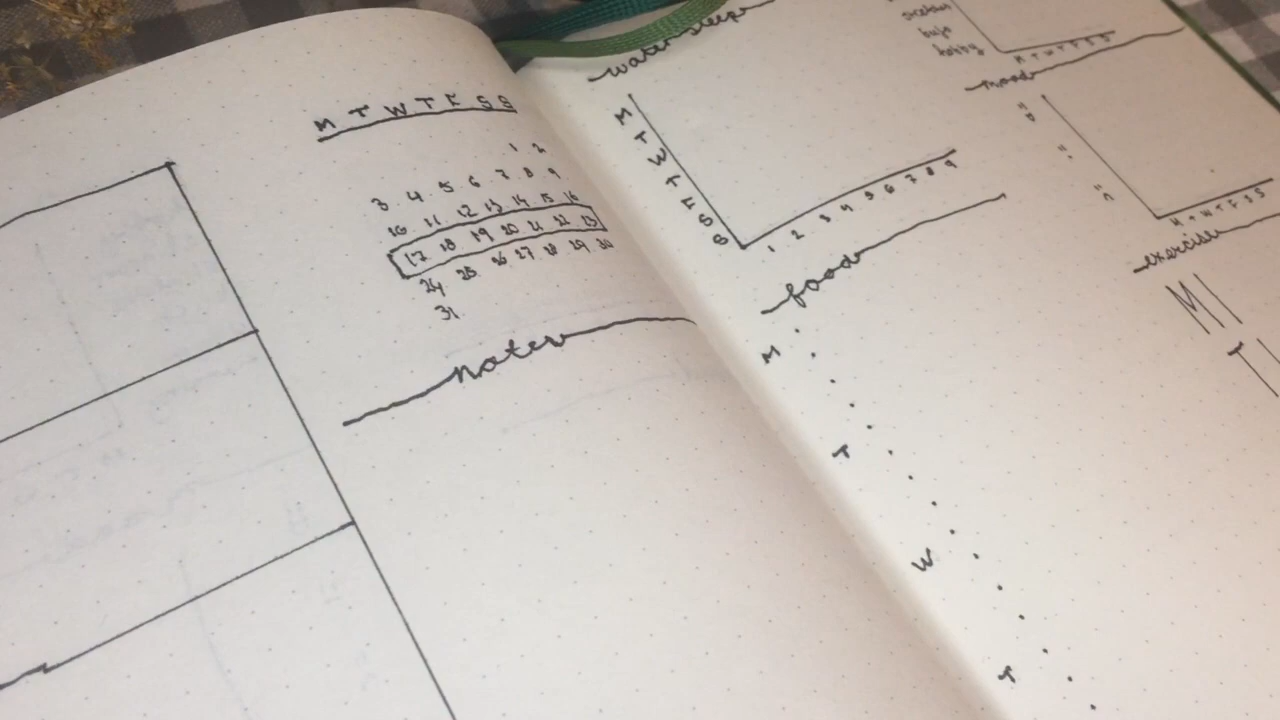 M T W T F S S
1 2
3 4 5 6 7 8 9
10 11 12 13 14 15 16
17 18 19 20 21 22 23
24 25 26 27 28 29 30
31
notes
water sleep
M
T
W
T
F
S
S
1 2 3 4 5 6 7 8 9
food
M
T
W
T
hobby
M T W T F S S
mood
M T W T F S S
exercise
M
T